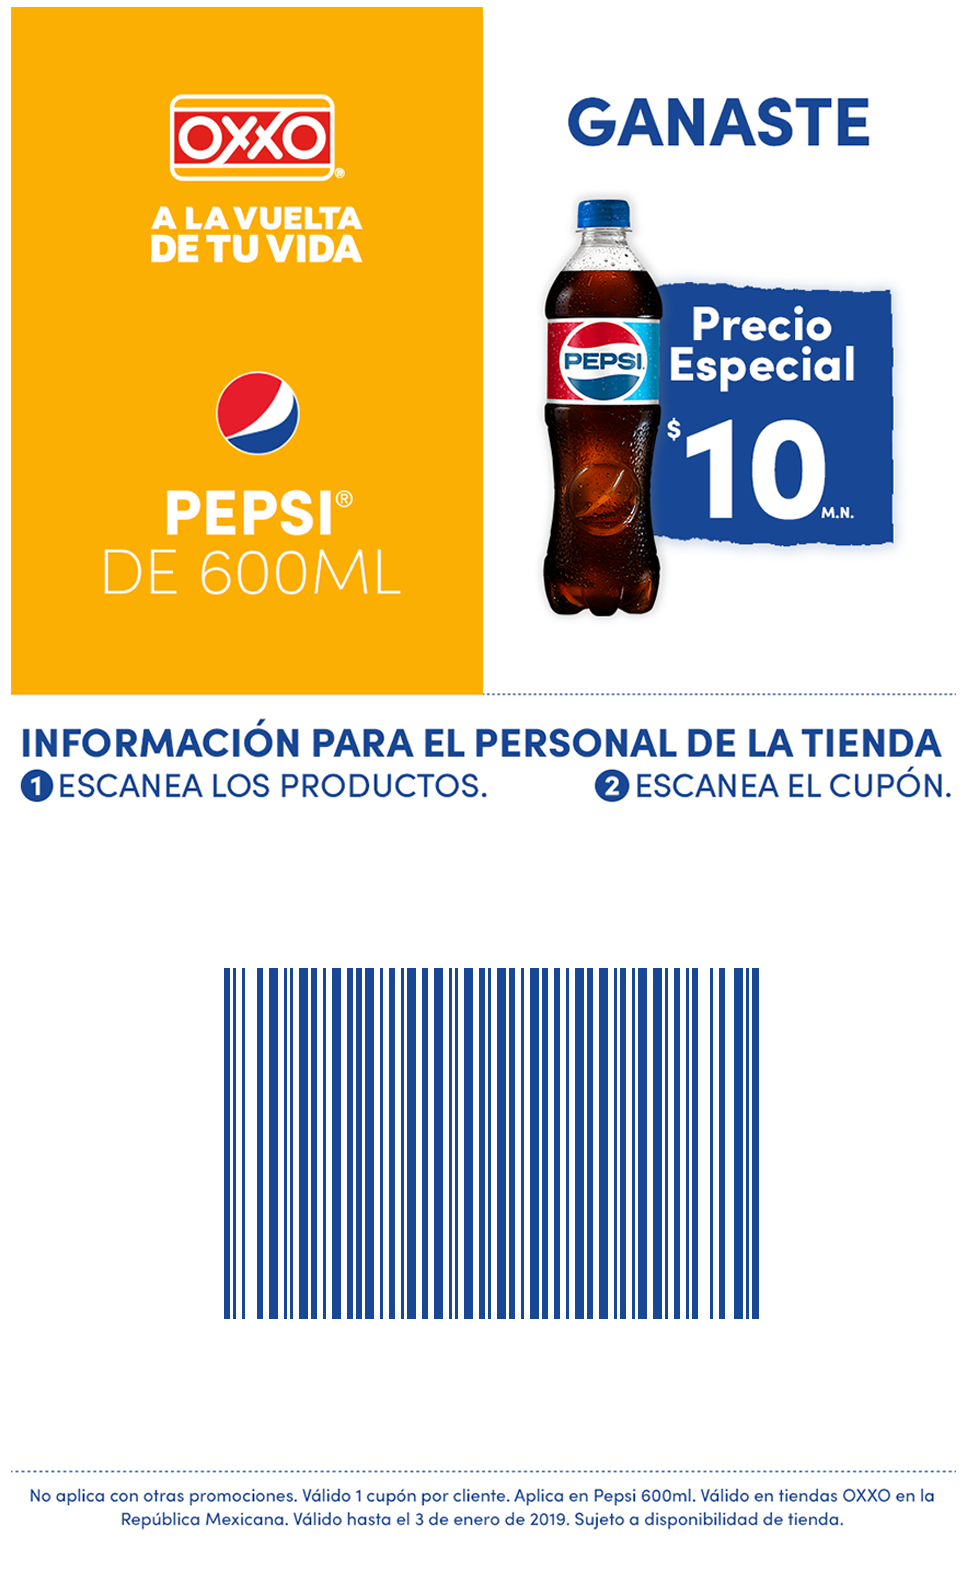 OXXO®
A LA VUELTA
DE TU VIDA
PEPSI®
DE 600ML
GANASTE
PEPSI.
Precio
Especial
$10 M.N.
INFORMACIÓN PARA EL PERSONAL DE LA TIENDA
1 ESCANEA LOS PRODUCTOS. 2 ESCANEA EL CUPÓN.
No aplica con otras promociones. Válido 1 cupón por cliente. Aplica en Pepsi 600ml. Válido en tiendas OXXO en la
República Mexicana. Válido hasta el 3 de enero de 2019. Sujeto a disponibilidad de tienda.